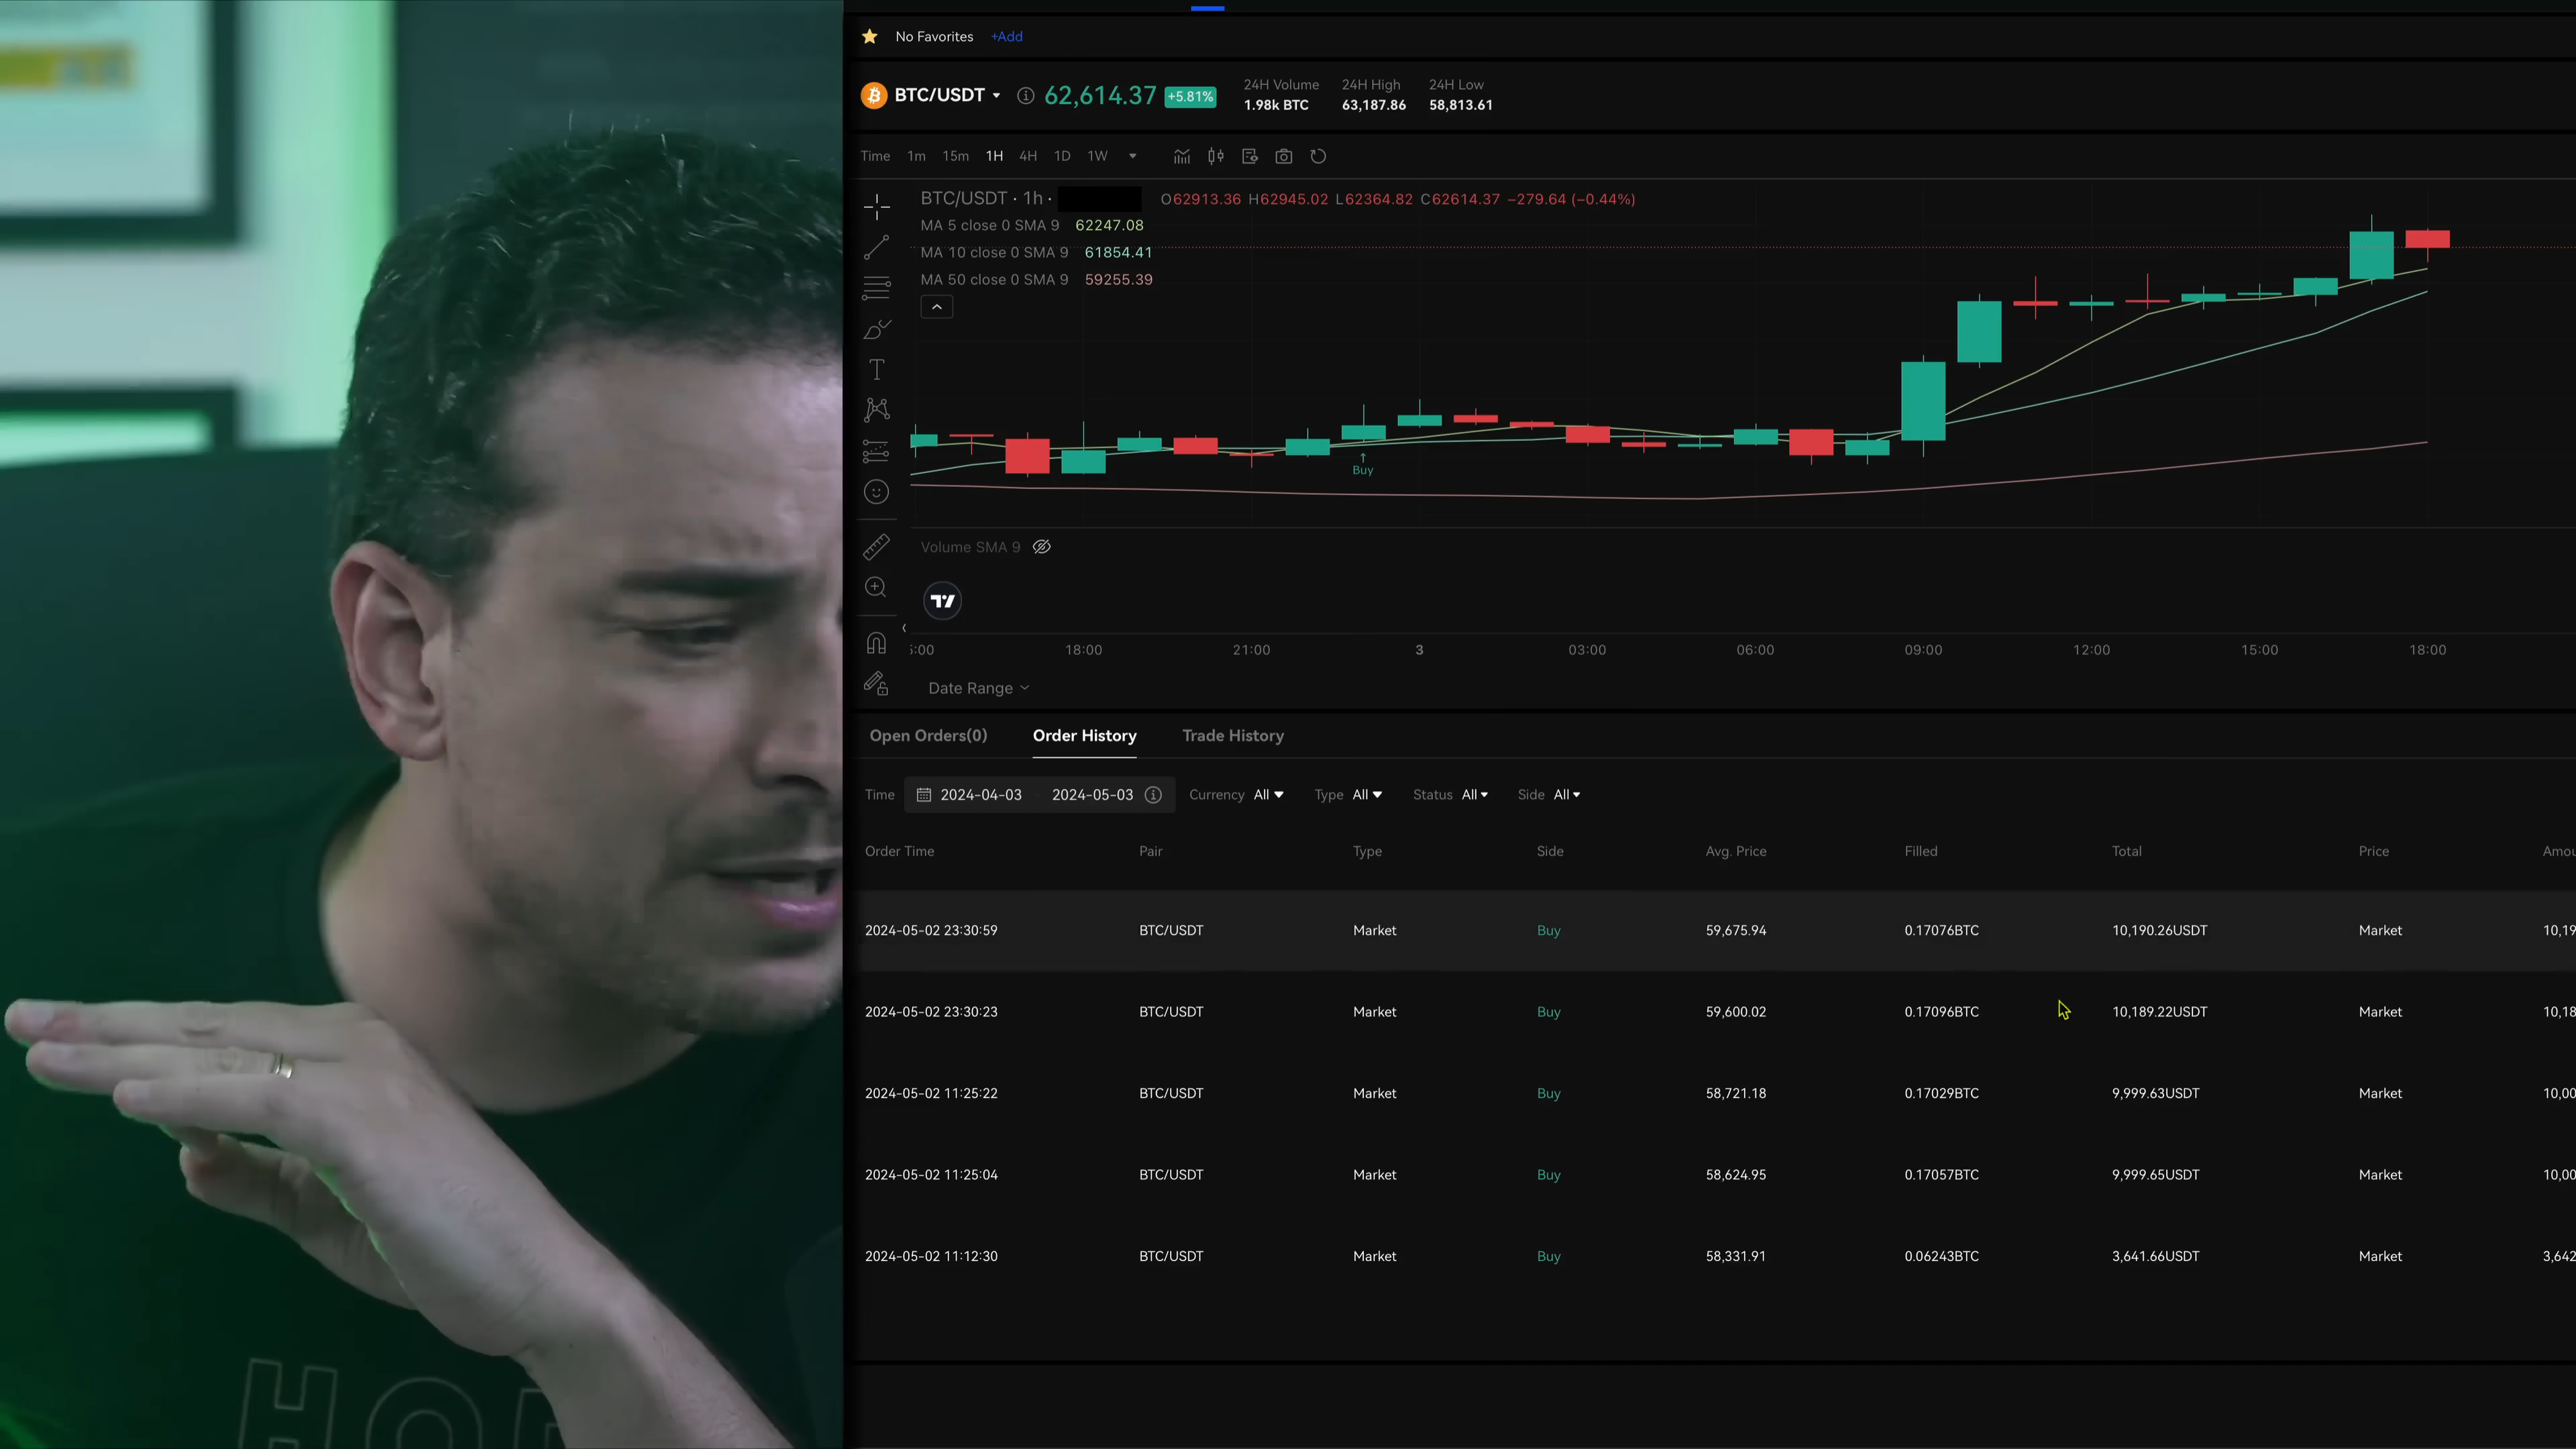 No Favorites +Add
BTC/USDT 62,614.37 +5.81% 24H Volume 1.98k BTC 24H High 63,187.86 24H Low 58,813.61
Time 1m 15m 1H 4H 1D 1W
BTC/USDT · 1h · O62913.36 H62945.02 L62364.82 C62614.37 −279.64 (−0.44%)
MA 5 close 0 SMA 9 62247.08
MA 10 close 0 SMA 9 61854.41
MA 50 close 0 SMA 9 59255.39
Buy
Volume SMA 9
18:00 21:00 3 03:00 06:00 09:00 12:00 15:00 18:00
Date Range
Open Orders(0) Order History Trade History
Time 2024-04-03 2024-05-03 Currency All Type All Status All Side All
Order Time Pair Type Side Avg. Price Filled Total Price
2024-05-02 23:30:59 BTC/USDT Market Buy 59,675.94 0.17076BTC 10,190.26USDT Market
2024-05-02 23:30:23 BTC/USDT Market Buy 59,600.02 0.17096BTC 10,189.22USDT Market
2024-05-02 11:25:22 BTC/USDT Market Buy 58,721.18 0.17029BTC 9,999.63USDT Market
2024-05-02 11:25:04 BTC/USDT Market Buy 58,624.95 0.17057BTC 9,999.65USDT Market
2024-05-02 11:12:30 BTC/USDT Market Buy 58,331.91 0.06243BTC 3,641.66USDT Market